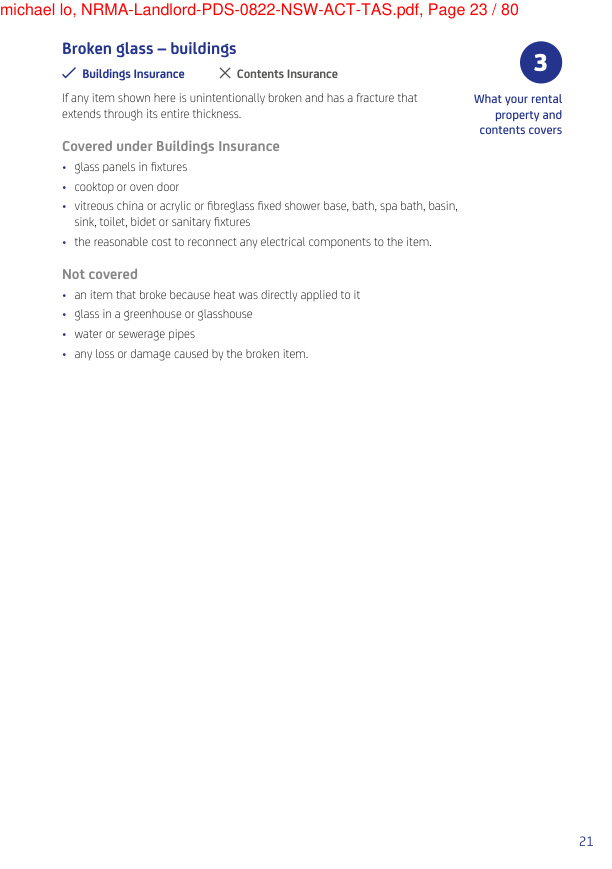 michael lo, NRMA-Landlord-PDS-0822-NSW-ACT-TAS.pdf, Page 23 / 80
Broken glass – buildings
Buildings Insurance
Contents Insurance
If any item shown here is unintentionally broken and has a fracture that
extends through its entire thickness.
3
What your rental
property and
contents covers
Covered under Buildings Insurance
• glass panels in fixtures
• cooktop or oven door
• vitreous china or acrylic or fibreglass fixed shower base, bath, spa bath, basin,
sink, toilet, bidet or sanitary fixtures
• the reasonable cost to reconnect any electrical components to the item.
Not covered
• an item that broke because heat was directly applied to it
• glass in a greenhouse or glasshouse
• water or sewerage pipes
• any loss or damage caused by the broken item.
21